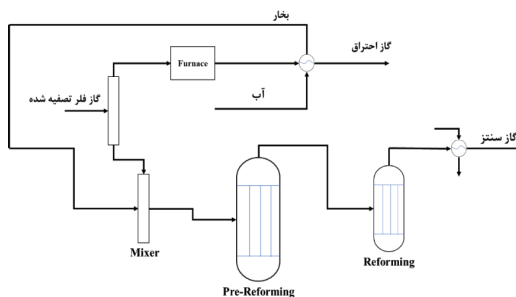 بخار
گاز احتراق
Furnace
آب
گاز فلر تصفیه شده
گاز سنتز
Mixer
Reforming
Pre-Reforming